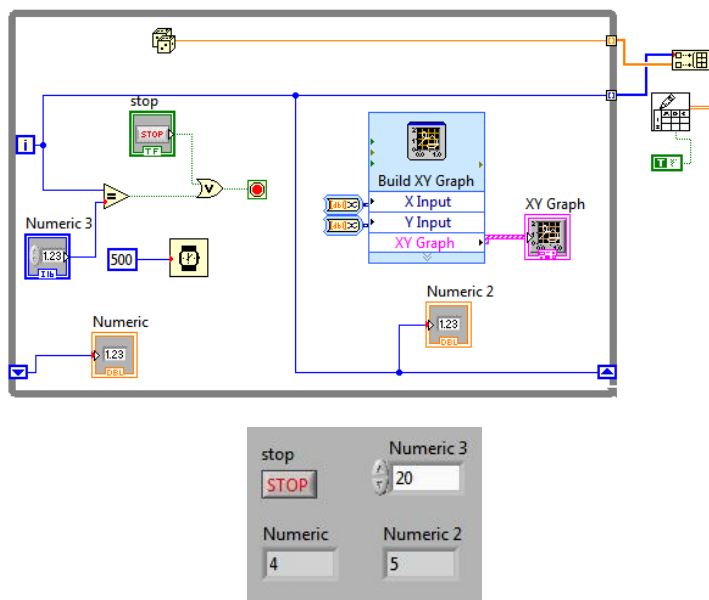 stop
STOP
TF
i
Numeric 3
1.23
I16
=
V
500
Numeric
1.23
DBL
Build XY Graph
X Input
Y Input
XY Graph
XY Graph
Numeric 2
1.23
DBL
T F
stop
STOP
Numeric 3
20
Numeric
4
Numeric 2
5